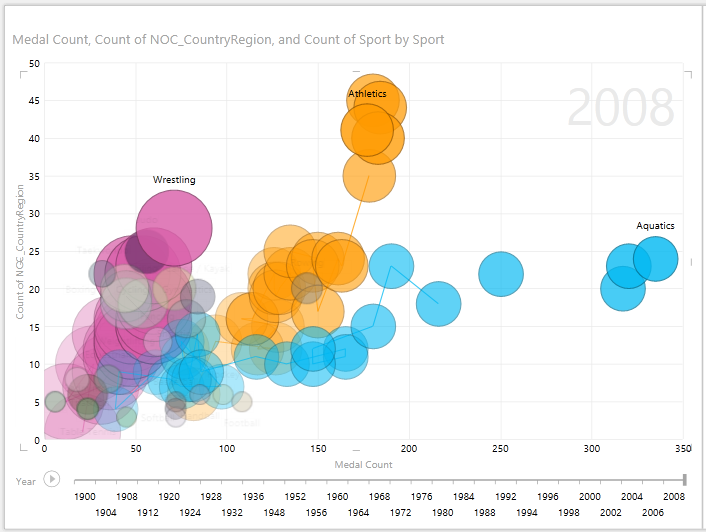 Medal Count, Count of NOC_CountryRegion, and Count of Sport by Sport
50
45
40
35
30
25
20
15
10
5
0
Count of NOC_CountryRegion
2008
Athletics
Wrestling
Aquatics
Football
0 50 100 150 200 250 300 350
Medal Count
Year
1900 1908 1920 1928 1936 1952 1960 1968 1976 1984 1992 1996 2000 2004 2008
1904 1912 1924 1932 1948 1956 1964 1972 1980 1988 1994 1998 2002 2006